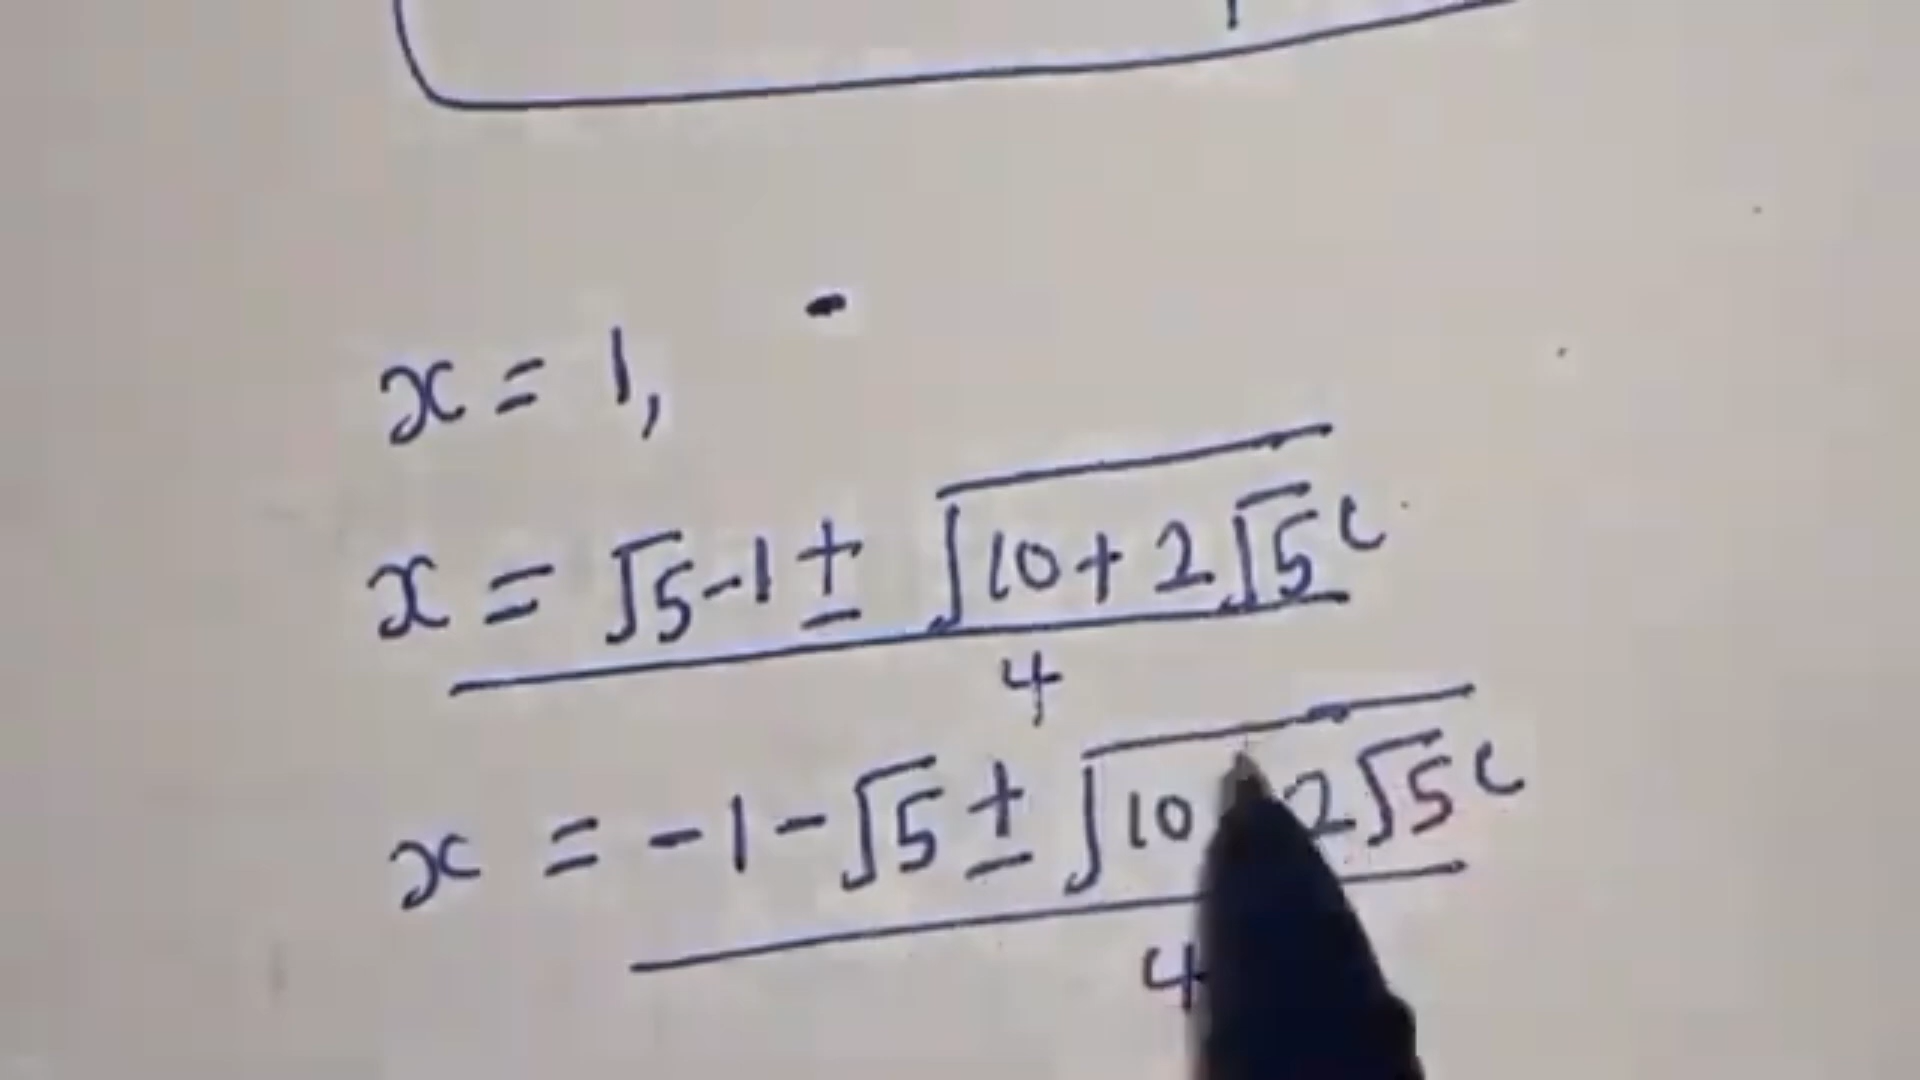 x = 1,
x = √5-1 ± √10+2√5 i
4
x = -1-√5 ± √10 2√5 i
4